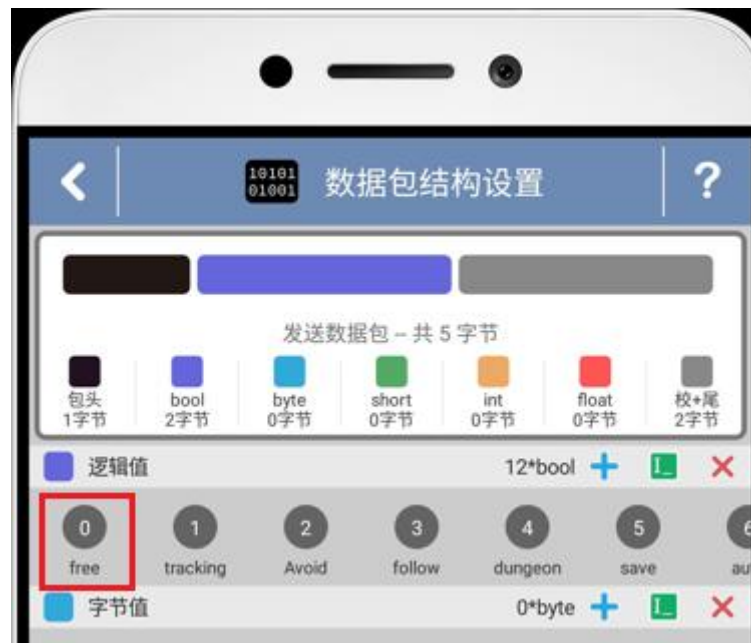 10101
01001
数据包结构设置
?
发送数据包 – 共 5 字节
包头 bool byte short int float 校+尾
1字节 2字节 0字节 0字节 0字节 0字节 2字节
逻辑值 12*bool
0 1 2 3 4 5
free tracking Avoid follow dungeon save
字节值 0*byte